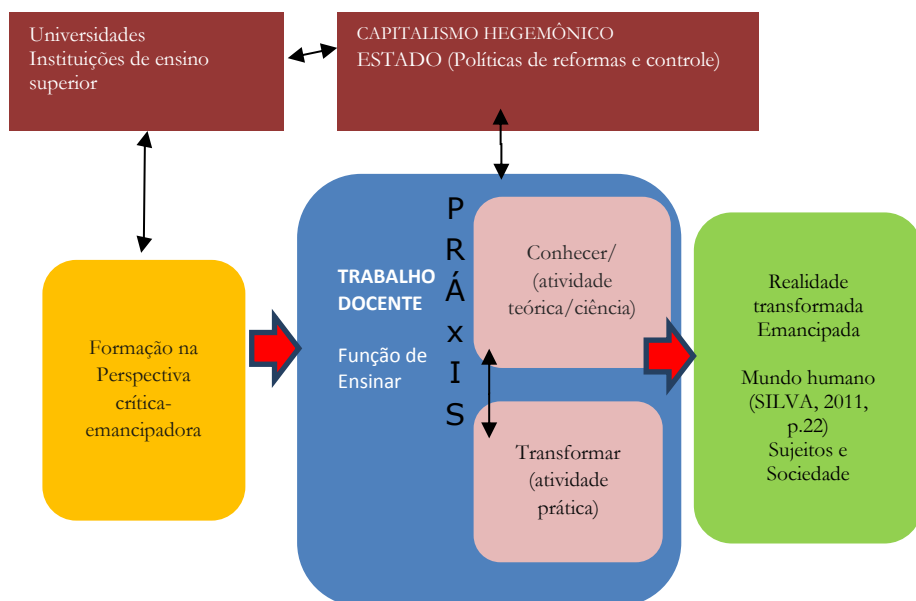 Universidades
Instituições de ensino
superior
CAPITALISMO HEGEMÔNICO
ESTADO (Políticas de reformas e controle)
Formação na
Perspectiva
crítica-
emancipadora
TRABALHO
DOCENTE
Função de
Ensinar
P
R
Á
x
I
S
Conhecer/
(atividade
teórica/ciência)
Transformar
(atividade
prática)
Realidade
transformada
Emancipada
Mundo humano
(SILVA, 2011,
p.22)
Sujeitos e
Sociedade